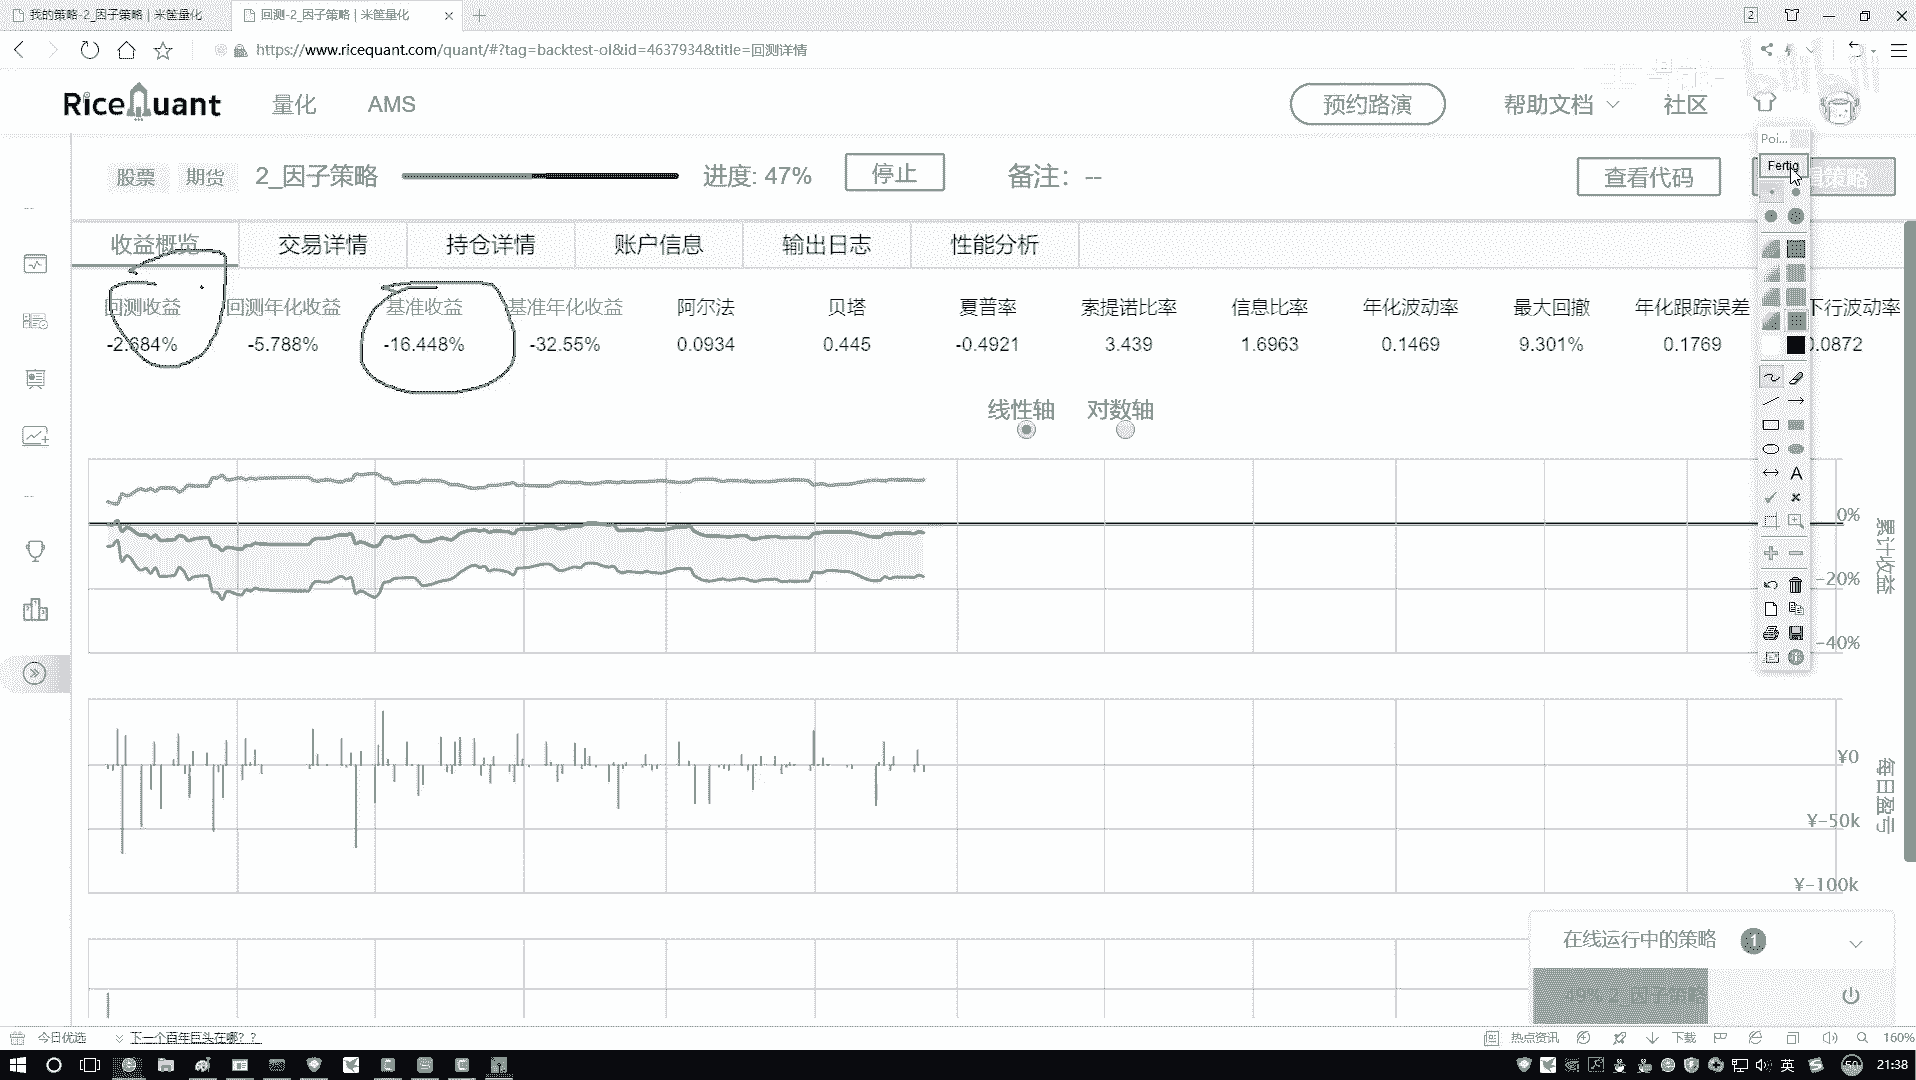 我的策略-2_因子策略 | 米筐量化
回测-2_因子策略 | 米筐量化
2
https://www.ricequant.com/quant/#?tag=backtest-ol&id=4637934&title=回测详情
bilibili
RiceQuant
量化
AMS
预约路演
帮助文档
社区
Poi...
Fertig
股票
期货
2_因子策略
进度: 47%
停止
备注: --
查看代码
策略
收益概览
交易详情
持仓详情
账户信息
输出日志
性能分析
回测收益 回测年化收益 基准收益 基准年化收益 阿尔法 贝塔 夏普率 索提诺比率 信息比率 年化波动率 最大回撤 年化跟踪误差 下行波动率
-2.684% -5.788% -16.448% -32.55% 0.0934 0.445 -0.4921 3.439 1.6963 0.1469 9.301% 0.1769 0.0872
线性轴 对数轴
0%
-20%
-40%
累计收益
¥0
¥-50k
¥-100k
每日盈亏
在线运行中的策略 1
49% 2_因子策略
今日优选
下一个百年巨头在哪？？
热点资讯
下载
160%
英
50
21:38